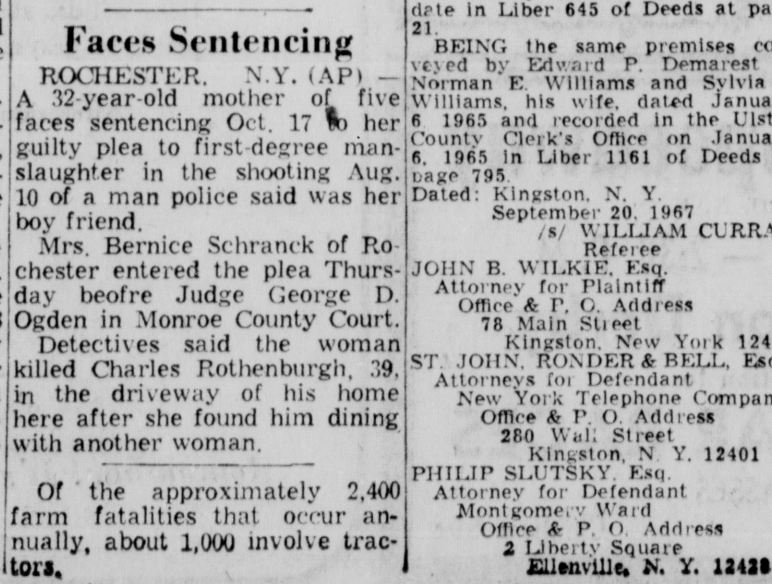 Faces Sentencing
ROCHESTER, N.Y. (AP) —
A 32-year-old mother of five
faces sentencing Oct. 17 to her
guilty plea to first-degree man-
slaughter in the shooting Aug.
10 of a man police said was her
boy friend.
Mrs. Bernice Schranck of Ro-
chester entered the plea Thurs-
day beofre Judge George D.
Ogden in Monroe County Court.
Detectives said the woman
killed Charles Rothenburgh, 39,
in the driveway of his home
here after she found him dining
with another woman.
Of the approximately 2,400
farm fatalities that occur an-
nually, about 1,000 involve trac-
tors.
date in Liber 645 of Deeds at pa
21.
BEING the same premises co
veyed by Edward P. Demarest
Norman E. Williams and Sylvia
Williams, his wife, dated Janua
6, 1965 and recorded in the Ulst
County Clerk's Office on Janua
6, 1965 in Liber 1161 of Deeds
page 795.
Dated: Kingston, N. Y.
September 20, 1967
/s/ WILLIAM CURRA
Referee
JOHN B. WILKIE, Esq.
Attorney for Plaintiff
Office & P. O. Address
78 Main Street
Kingston, New York 124
ST. JOHN, RONDER & BELL, Esq
Attorneys for Defendant
New York Telephone Compan
Office & P. O. Address
280 Wall Street
Kingston, N. Y. 12401
PHILIP SLUTSKY, Esq.
Attorney for Defendant
Montgomery Ward
Office & P. O. Address
2 Liberty Square
Ellenville, N. Y. 12428